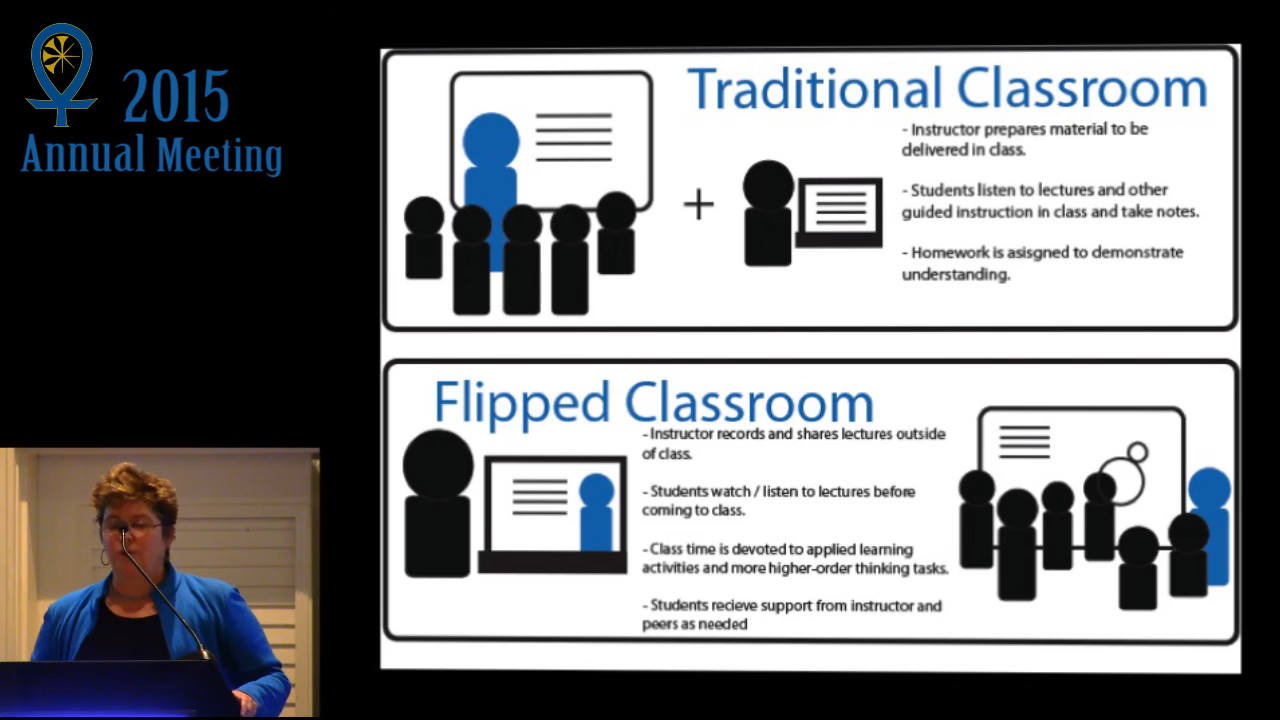 2015
Annual Meeting
Traditional Classroom
- Instructor prepares material to be
delivered in class.
- Students listen to lectures and other
guided instruction in class and take notes.
- Homework is asisgned to demonstrate
understanding.
Flipped Classroom
- Instructor records and shares lectures outside
of class.
- Students watch / listen to lectures before
coming to class.
- Class time is devoted to applied learning
activities and more higher-order thinking tasks.
- Students recieve support from instructor and
peers as needed